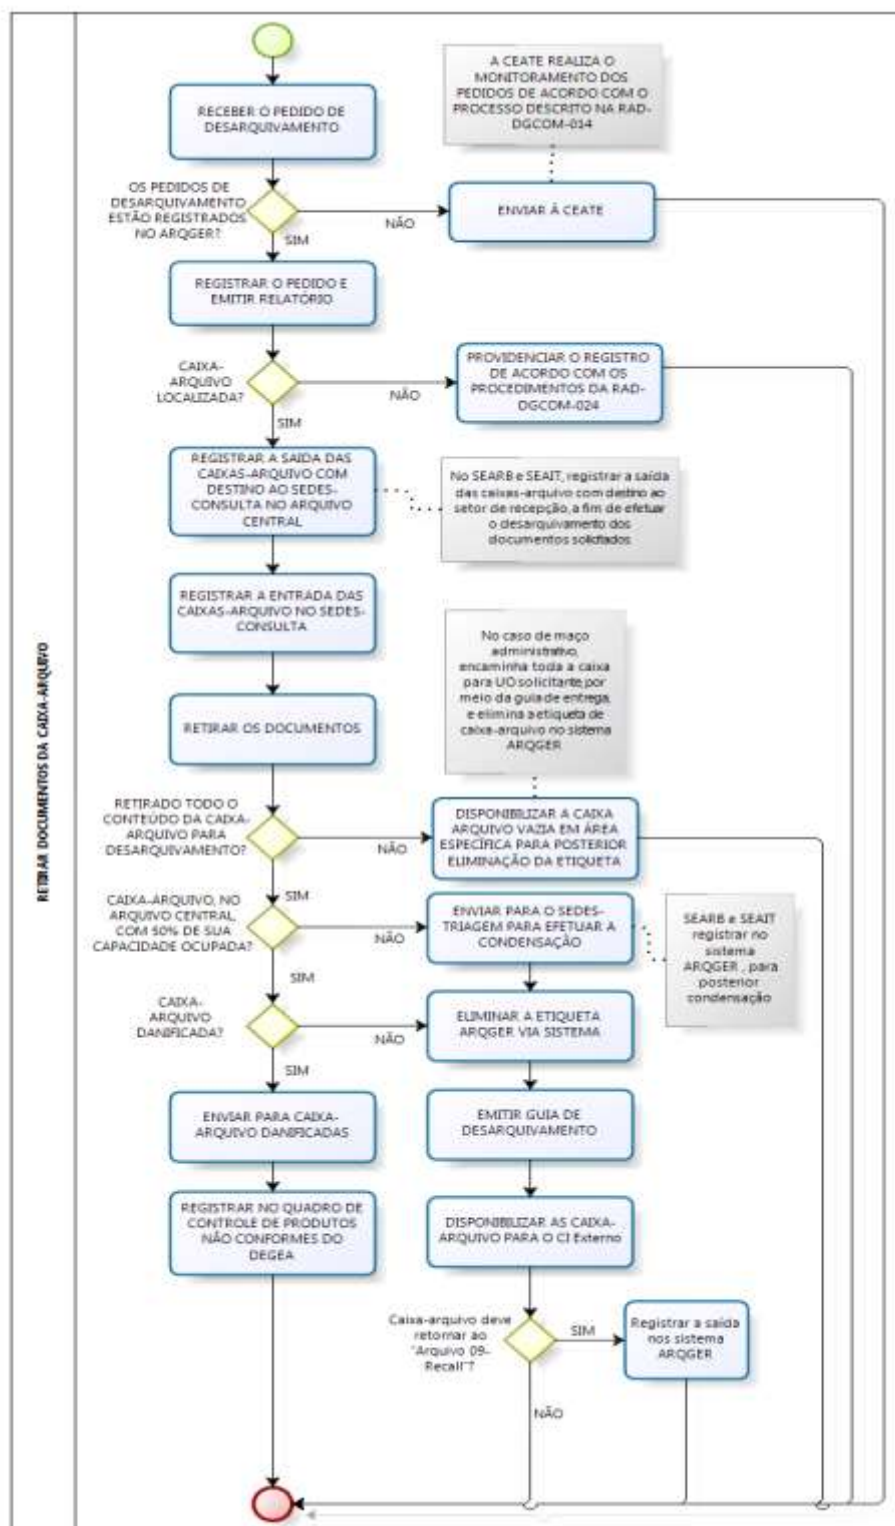 RETIRAR DOCUMENTOS DA CAIXA-ARQUIVO
RECEBER O PEDIDO DE
DESARQUIVAMENTO
A CEATE REALIZA O
MONITORAMENTO DOS
PEDIDOS DE ACORDO COM O
PROCESSO DESCRITO NA RAD-
DGCOM-014
OS PEDIDOS DE
DESARQUIVAMENTO
ESTÃO REGISTRADOS
NO ARQGER?
NÃO
ENVIAR À CEATE
SIM
REGISTRAR O PEDIDO E
EMITIR RELATÓRIO
CAIXA-
ARQUIVO
LOCALIZADA?
NÃO
PROVIDENCIAR O REGISTRO
DE ACORDO COM OS
PROCEDIMENTOS DA RAD-
DGCOM-024
SIM
REGISTRAR A SAÍDA DAS
CAIXAS-ARQUIVO COM
DESTINO AO SEDES-
CONSULTA NO ARQUIVO
CENTRAL
No SEARB e SEAIT, registrar a saída
das caixas-arquivo com destino ao
setor de recepção, a fim de efetuar
o desarquivamento dos
documentos solicitados
REGISTRAR A ENTRADA DAS
CAIXAS-ARQUIVO NO SEDES-
CONSULTA
RETIRAR OS DOCUMENTOS
No caso de maço
administrativo,
encaminha toda a caixa
para UO solicitante, por
meio da guia de entrega,
e elimina a etiqueta de
caixa-arquivo no sistema
ARQGER
RETIRADO TODO O
CONTEÚDO DA CAIXA-
ARQUIVO PARA
DESARQUIVAMENTO?
NÃO
DISPONIBILIZAR A CAIXA
ARQUIVO VAZIA EM ÁREA
ESPECÍFICA PARA POSTERIOR
ELIMINAÇÃO DA ETIQUETA
SIM
CAIXA-ARQUIVO, NO
ARQUIVO CENTRAL,
COM 50% DE SUA
CAPACIDADE OCUPADA?
NÃO
ENVIAR PARA O SEDES-
TRIAGEM PARA EFETUAR A
CONDENSAÇÃO
SEARB e SEAIT
registrar no
sistema
ARQGER , para
posterior
condensação
SIM
CAIXA-
ARQUIVO
DANIFICADA?
NÃO
ELIMINAR A ETIQUETA
ARQGER VIA SISTEMA
SIM
ENVIAR PARA CAIXA-
ARQUIVO DANIFICADAS
EMITIR GUIA DE
DESARQUIVAMENTO
REGISTRAR NO QUADRO DE
CONTROLE DE PRODUTOS
NÃO CONFORMES DO
DEGEA
DISPONIBILIZAR AS CAIXA-
ARQUIVO PARA O CI Externo
Caixa-arquivo deve
retornar ao
"Arquivo 09-
Recall"?
SIM
Registrar a saída
nos sistema
ARQGER
NÃO